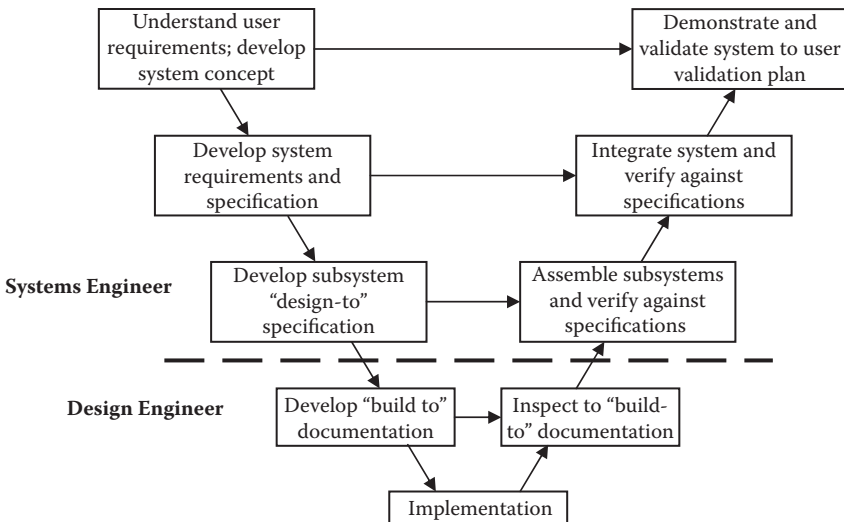 Understand user
requirements; develop
system concept
Demonstrate and
validate system to user
validation plan
Develop system
requirements and
specification
Integrate system and
verify against
specifications
Systems Engineer
Develop subsystem
“design-to”
specification
Assemble subsystems
and verify against
specifications
Design Engineer
Develop “build to”
documentation
Inspect to “build-
to” documentation
Implementation